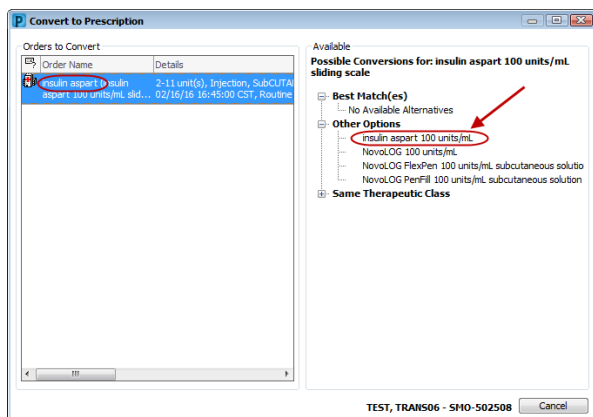 Convert to Prescription
Orders to Convert
Order Name Details
insulin aspart (insulin 2-11 unit(s), Injection, SubCUTA
aspart 100 units/mL slid... 02/16/16 16:45:00 CST, Routine
Available
Possible Conversions for: insulin aspart 100 units/mL
sliding scale
Best Match(es)
No Available Alternatives
Other Options
insulin aspart 100 units/mL
NovoLOG 100 units/mL
NovoLOG FlexPen 100 units/mL subcutaneous solutio
NovoLOG PenFill 100 units/mL subcutaneous solution
Same Therapeutic Class
TEST, TRANS06 - SMO-502508 Cancel